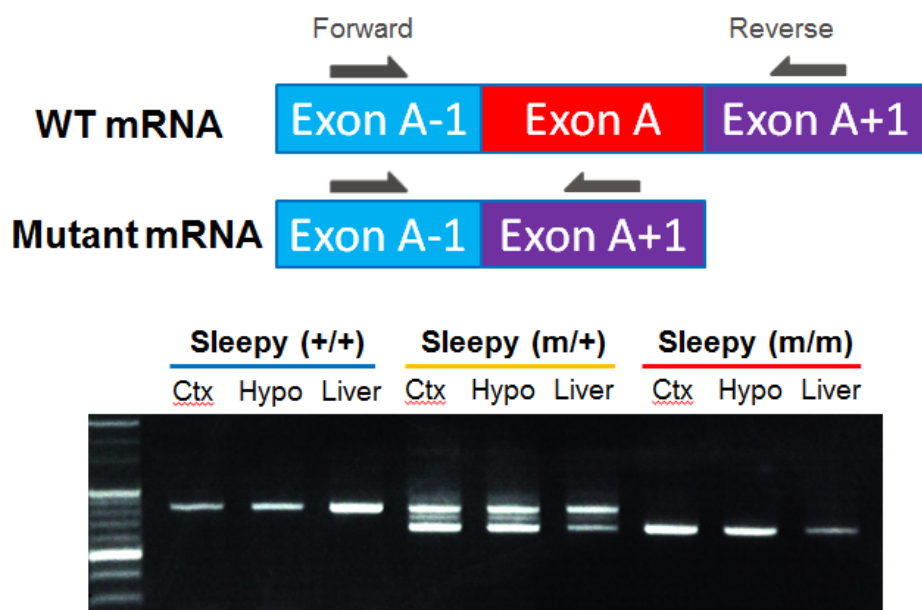 Forward Reverse
WT mRNA Exon A-1 Exon A Exon A+1
Mutant mRNA Exon A-1 Exon A+1
Sleepy (+/+) Sleepy (m/+) Sleepy (m/m)
Ctx Hypo Liver Ctx Hypo Liver Ctx Hypo Liver